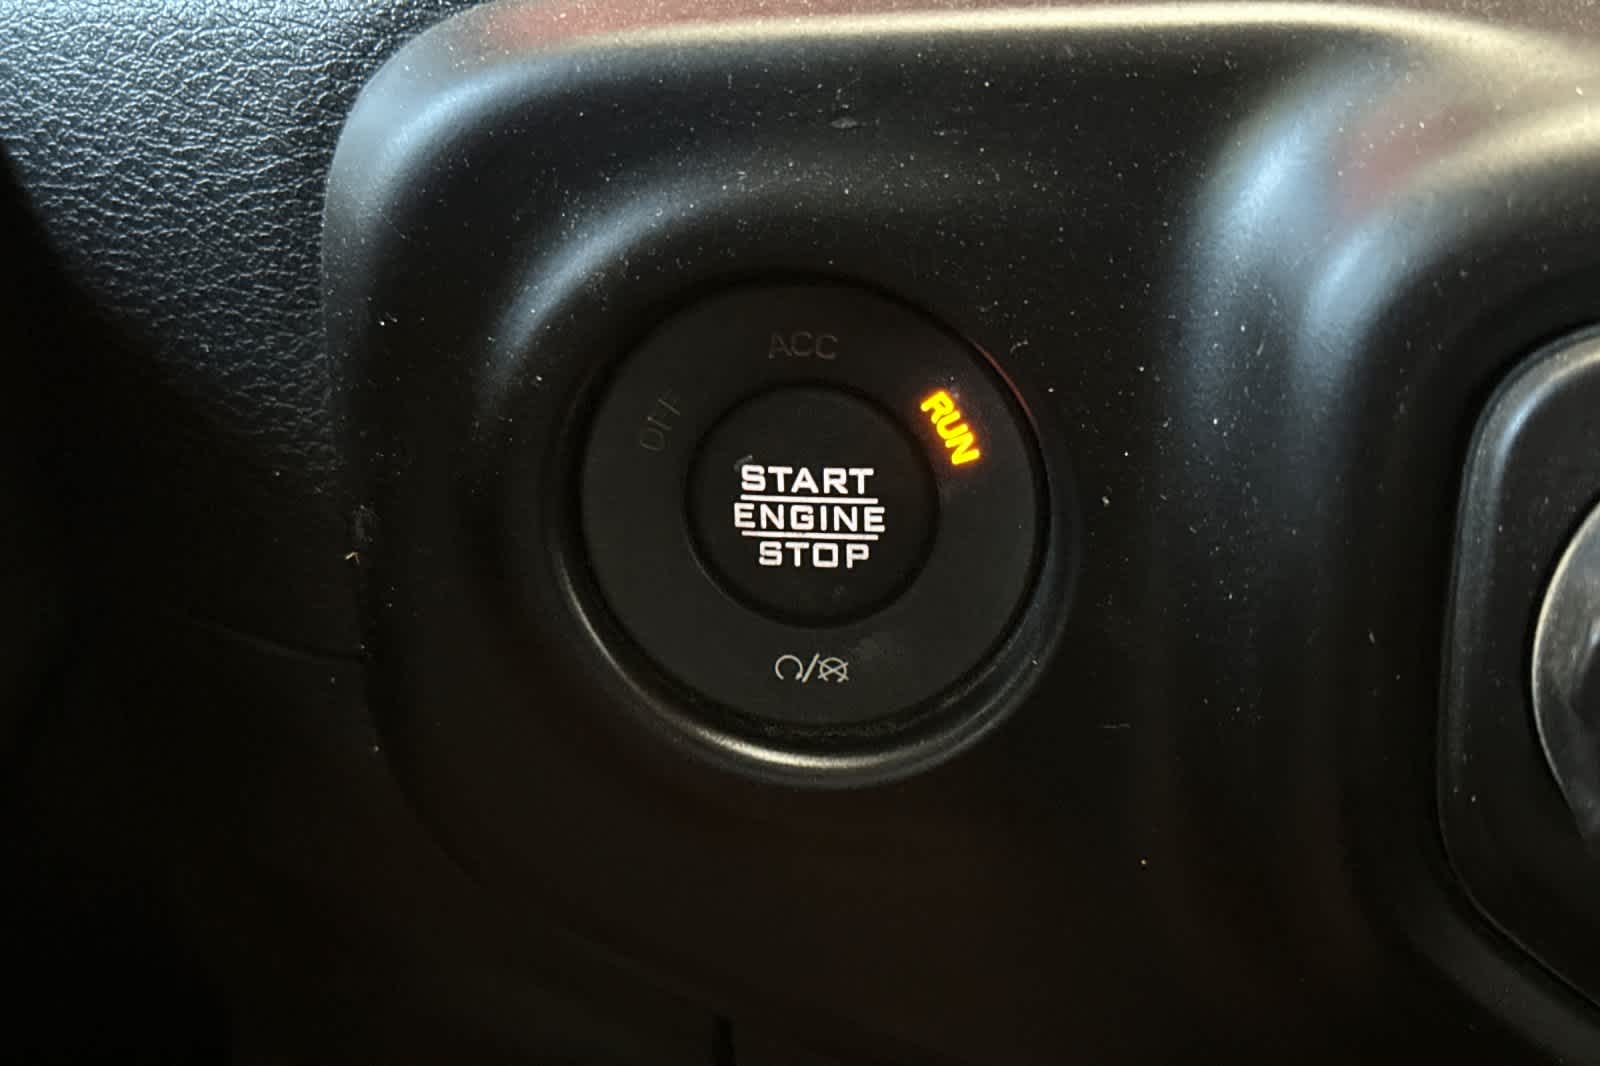 ACC
OFF
RUN
START
ENGINE
STOP